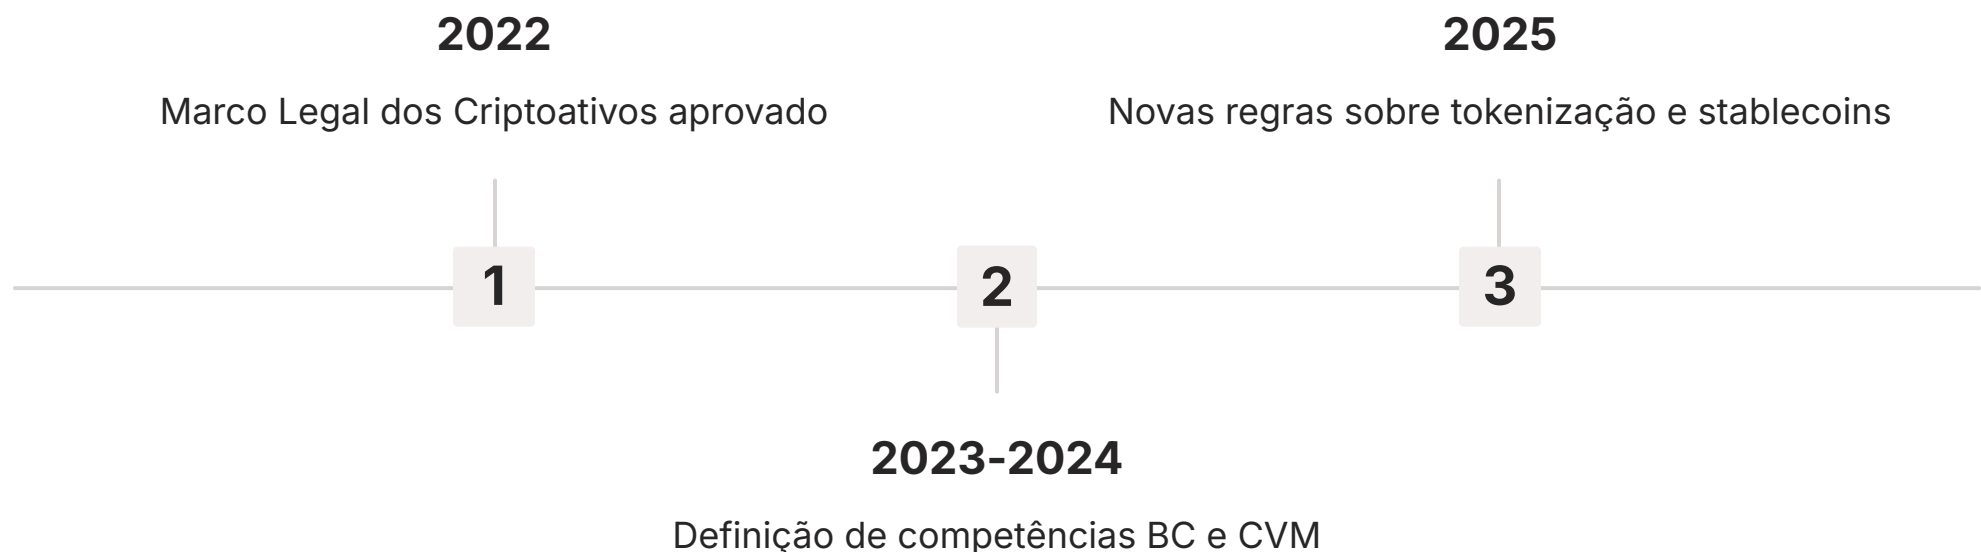 2022
Marco Legal dos Criptoativos aprovado
2025
Novas regras sobre tokenização e stablecoins
1
2
3
2023-2024
Definição de competências BC e CVM